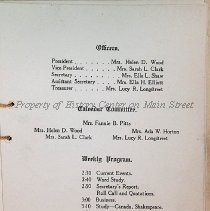 Officers.
President . . . . . . . Mrs. Helen D. Wood
Vice President . . . . . Mrs. Sarah L. Clark
Secretary . . . . . . . Mrs. Ella L. Shaw
Assistant Secretary . . . Mrs. Ella H. Elliott
Treasurer . . . . . . Mrs. Lucy R. Longstreet
Property of History Center on Main Street
Calendar Committee.
Mrs. Fannie B. Pitts
Mrs. Helen D. Wood Mrs. Ada W. Horton
Mrs. Sarah L. Clark Mrs. Lucy R. Longstreet
Weekly Program.
2:30 Current Events.
2:40 Word Study.
2:50 Secretary's Report.
Roll Call and Quotations.
3:00 Business.
3:10 Study—Canada, Shakespeare.